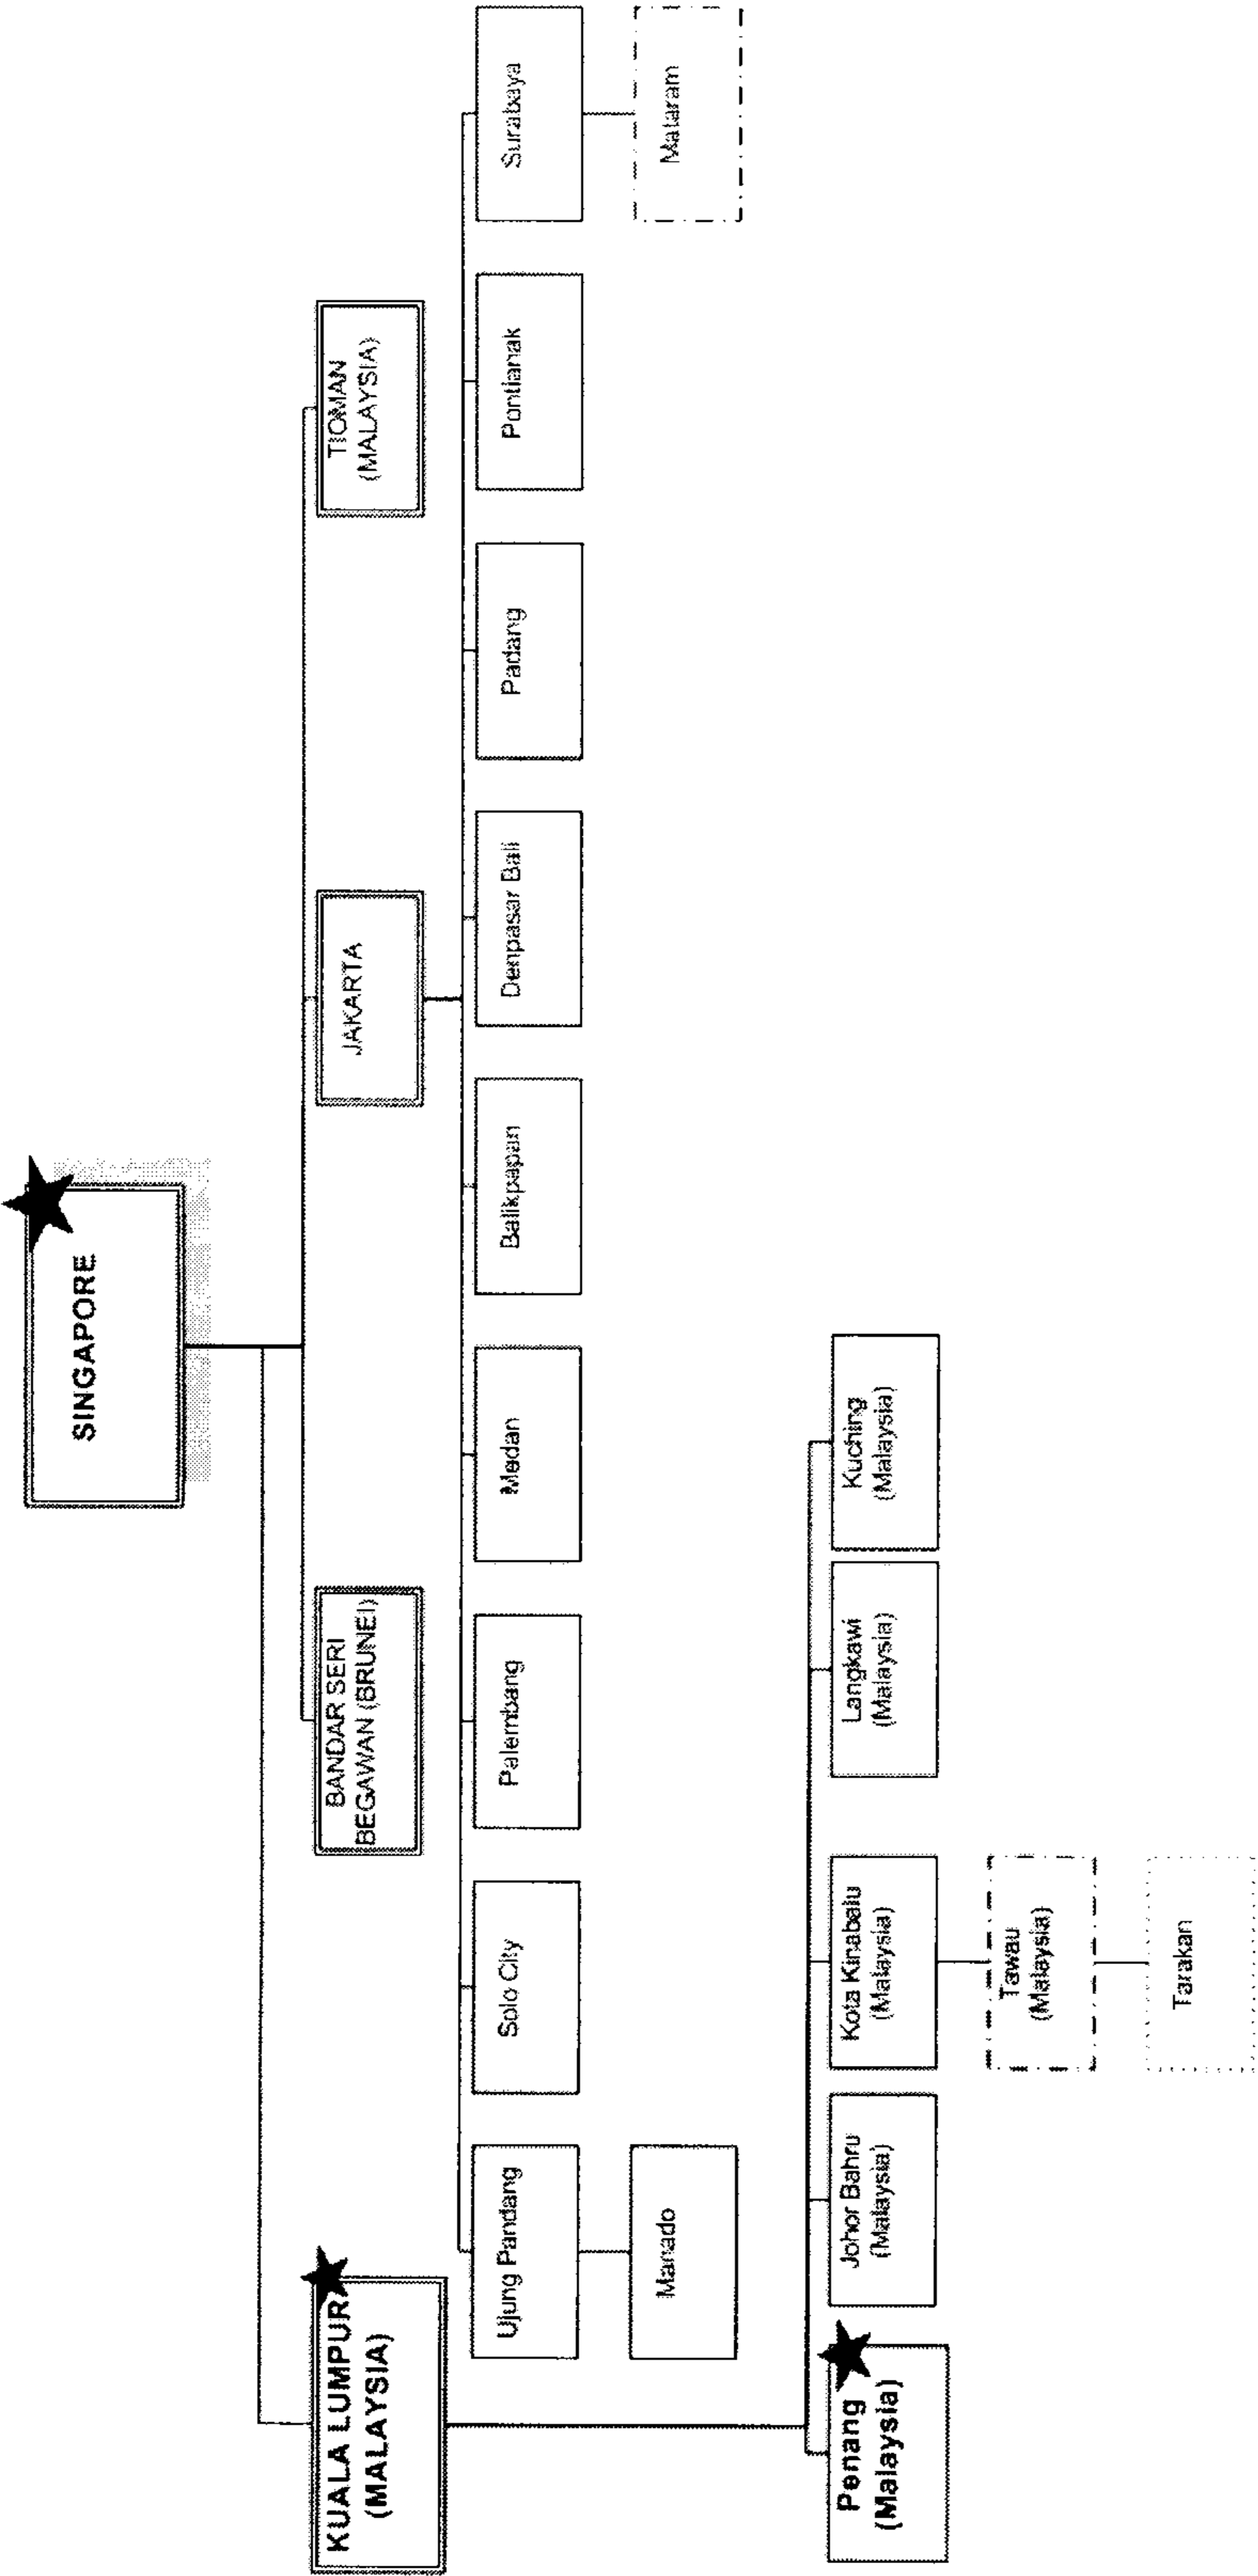 SINGAPORE
KUALA LUMPUR
(MALAYSIA)
BANDAR SERI
BEGAWAN (BRUNEI)
JAKARTA
TIOMAN
(MALAYSIA)
Ujung Pandang
Solo City
Palembang
Medan
Balikpapan
Denpasar Bali
Padang
Pontianak
Surabaya
Manado
Mataram
Penang
(Malaysia)
Johor Bahru
(Malaysia)
Kota Kinabalu
(Malaysia)
Langkawi
(Malaysia)
Kuching
(Malaysia)
Tawau
(Malaysia)
Tarakan